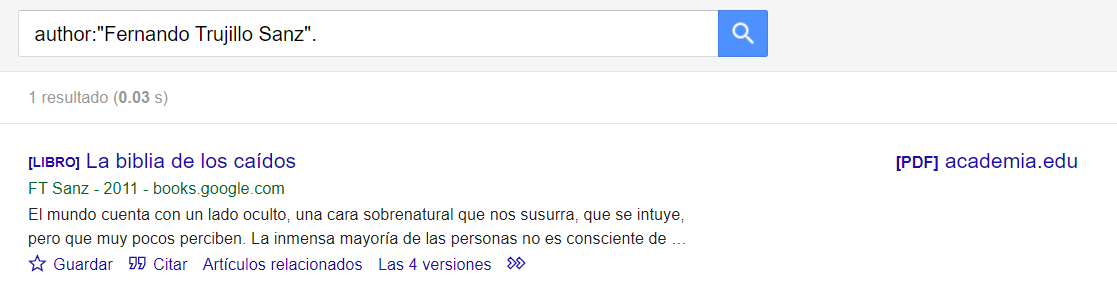 author:"Fernando Trujillo Sanz".
1 resultado (0.03 s)
[LIBRO] La biblia de los caídos
[PDF] academia.edu
FT Sanz - 2011 - books.google.com
El mundo cuenta con un lado oculto, una cara sobrenatural que nos susurra, que se intuye,
pero que muy pocos perciben. La inmensa mayoría de las personas no es consciente de ...
Guardar Citar Artículos relacionados Las 4 versiones